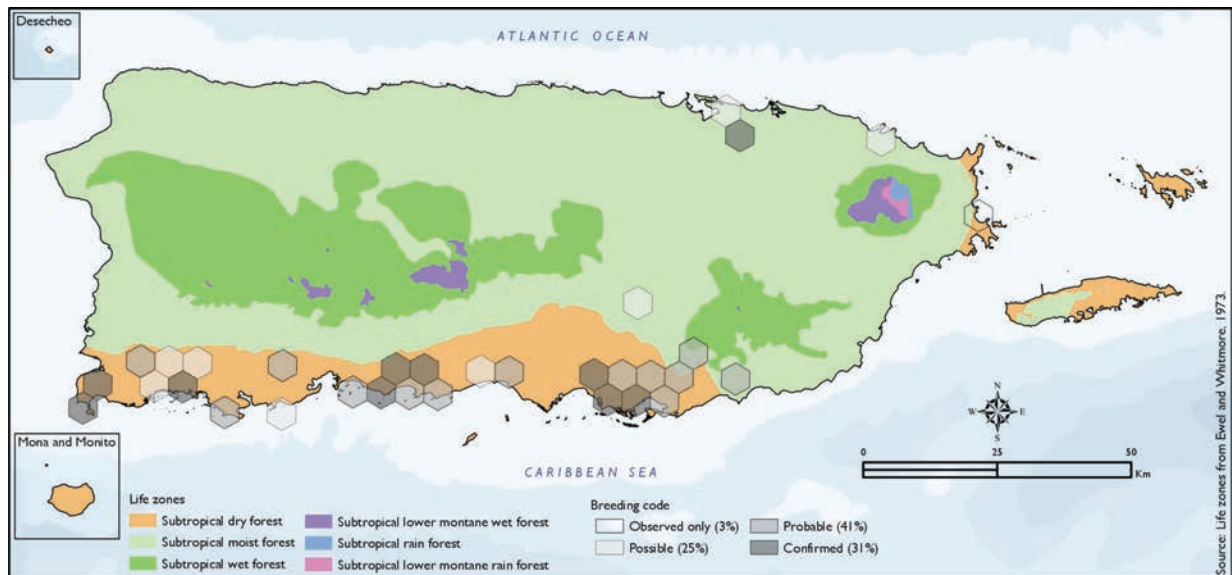 Desecheo
ATLANTIC OCEAN
Mona and Monito
CARIBBEAN SEA
N
W E
S
0 25 50
Km
Life zones
Subtropical dry forest
Subtropical moist forest
Subtropical wet forest
Subtropical lower montane wet forest
Subtropical rain forest
Subtropical lower montane rain forest
Breeding code
Observed only (3%)
Possible (25%)
Probable (41%)
Confirmed (31%)
Source: Life zones from Ewel and Whitmore, 1973.